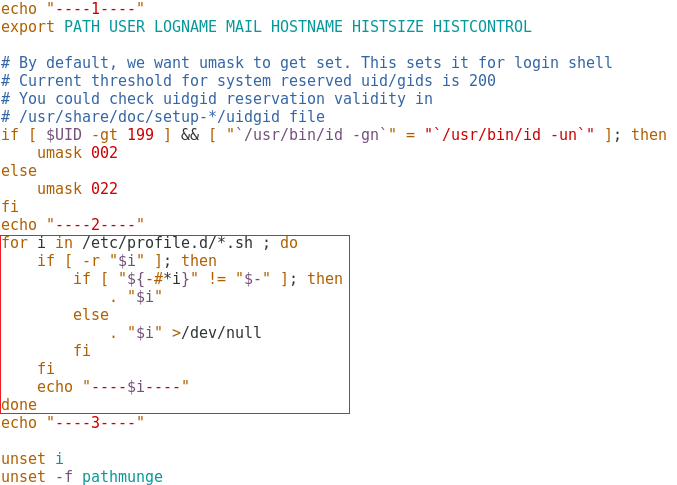 echo "----1----"
export PATH USER LOGNAME MAIL HOSTNAME HISTSIZE HISTCONTROL
# By default, we want umask to get set. This sets it for login shell
# Current threshold for system reserved uid/gids is 200
# You could check uidgid reservation validity in
# /usr/share/doc/setup-*/uidgid file
if [ $UID -gt 199 ] && [ "`/usr/bin/id -gn`" = "`/usr/bin/id -un`" ]; then
    umask 002
else
    umask 022
fi
echo "----2----"
for i in /etc/profile.d/*.sh ; do
    if [ -r "$i" ]; then
        if [ "${-#*i}" != "$-" ]; then
            . "$i"
        else
            . "$i" >/dev/null
        fi
    fi
    echo "----$i----"
done
echo "----3----"
unset i
unset -f pathmunge